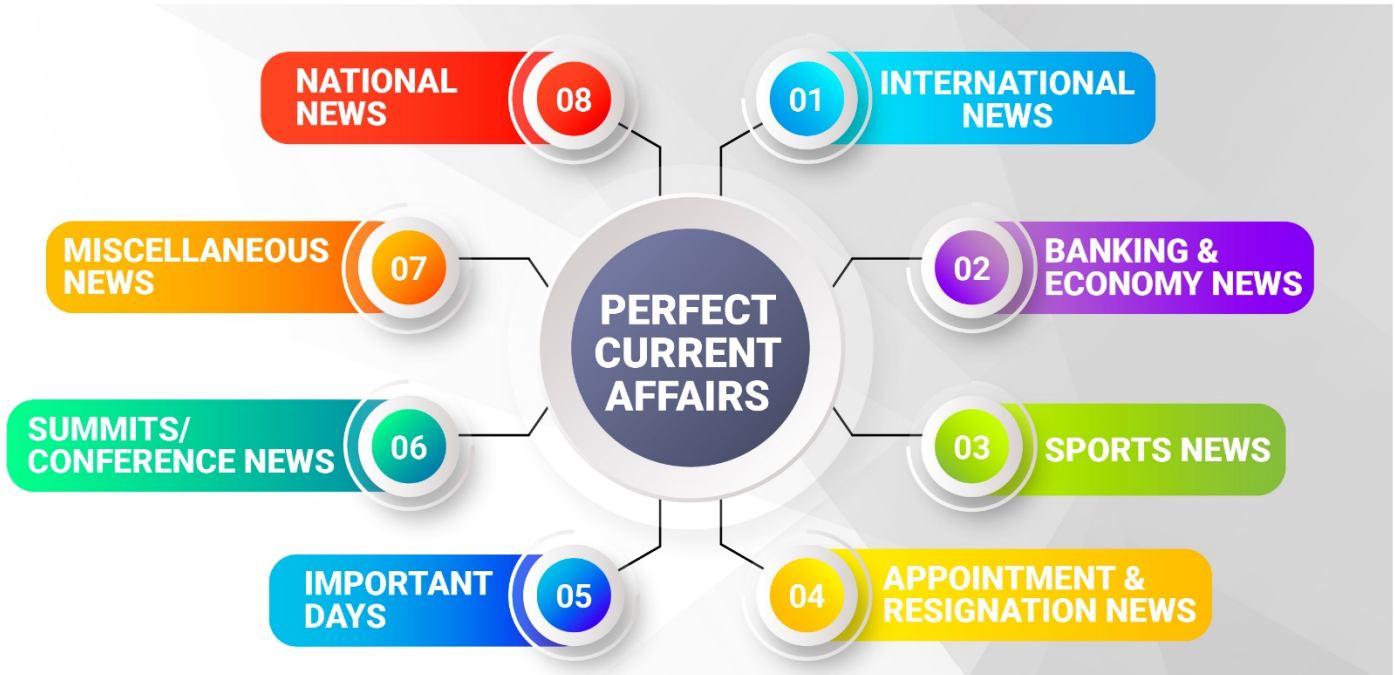 NATIONAL
NEWS
08
01
INTERNATIONAL
NEWS
MISCELLANEOUS
NEWS
07
02
BANKING &
ECONOMY NEWS
PERFECT
CURRENT
AFFAIRS
SUMMITS/
CONFERENCE NEWS
06
03
SPORTS NEWS
IMPORTANT
DAYS
05
04
APPOINTMENT &
RESIGNATION NEWS